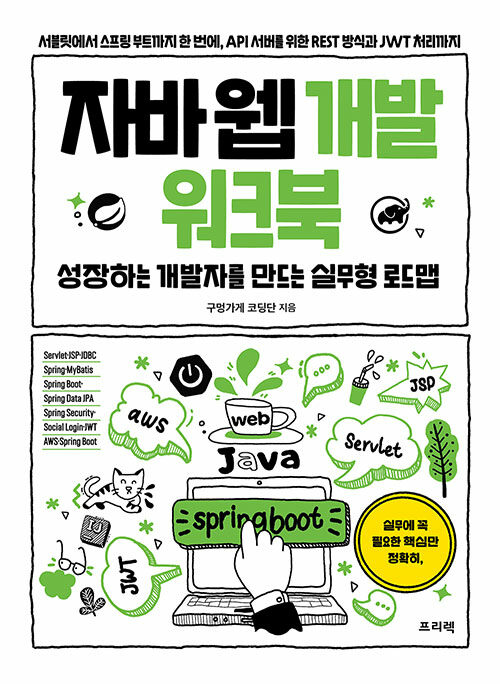 서블릿에서 스프링 부트까지 한 번에, API 서버를 위한 REST 방식과 JWT 처리까지
자바 웹 개발
워크북
성장하는 개발자를 만드는 실무형 로드맵
구멍가게 코딩단 지음
Servlet·JSP·JDBC
Spring·MyBatis
Spring Boot·
Spring Data JPA
Spring Security·
Social Login·JWT
AWS·Spring Boot
aws
web
JSP
Servlet
Java
springboot
IJ
JWT
실무에 꼭
필요한 핵심만
정확히,
프리렉